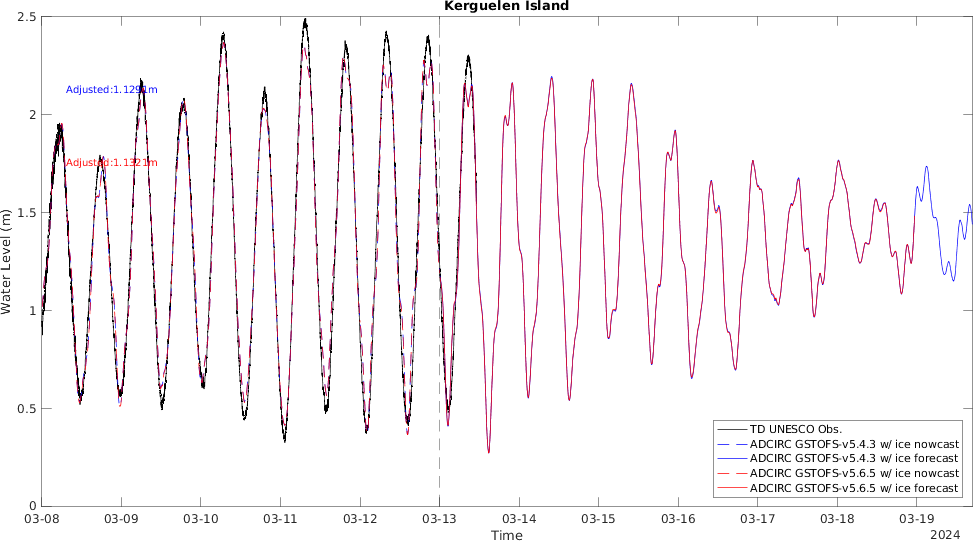 Kerguelen Island
2.5
2
1.5
1
0.5
0
Water Level (m)
Adjusted:1.1291m
Adjusted:1.1321m
TD UNESCO Obs.
ADCIRC GSTOFS-v5.4.3 w/ ice nowcast
ADCIRC GSTOFS-v5.4.3 w/ ice forecast
ADCIRC GSTOFS-v5.6.5 w/ ice nowcast
ADCIRC GSTOFS-v5.6.5 w/ ice forecast
03-08 03-09 03-10 03-11 03-12 03-13 03-14 03-15 03-16 03-17 03-18 03-19
Time
2024